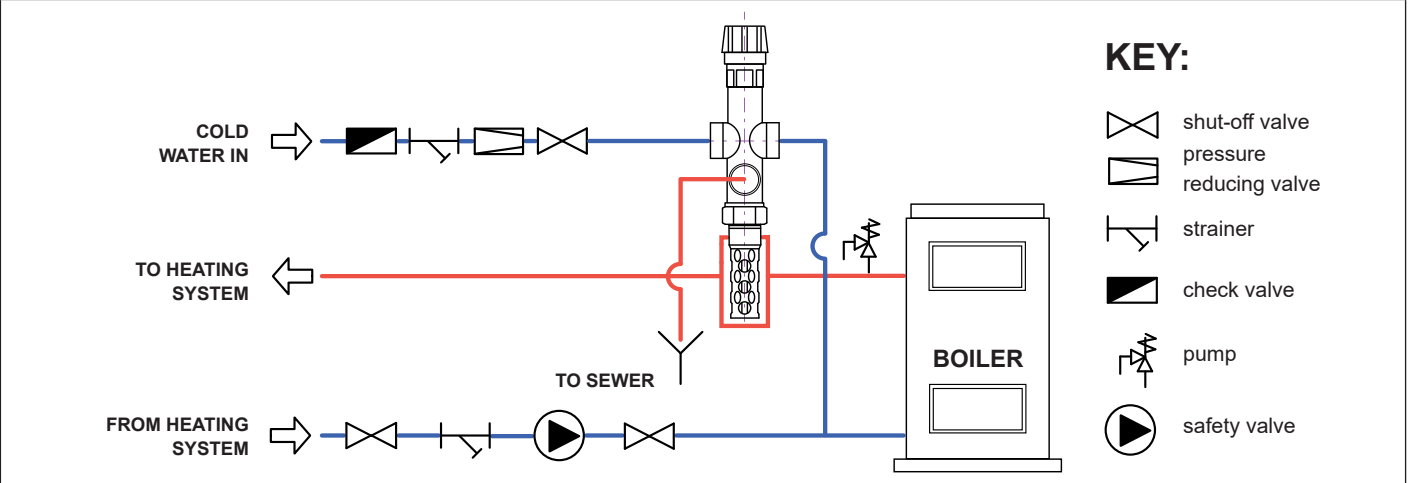 COLD
WATER IN
TO HEATING
SYSTEM
TO SEWER
FROM HEATING
SYSTEM
BOILER
KEY:
shut-off valve
pressure
reducing valve
strainer
check valve
pump
safety valve